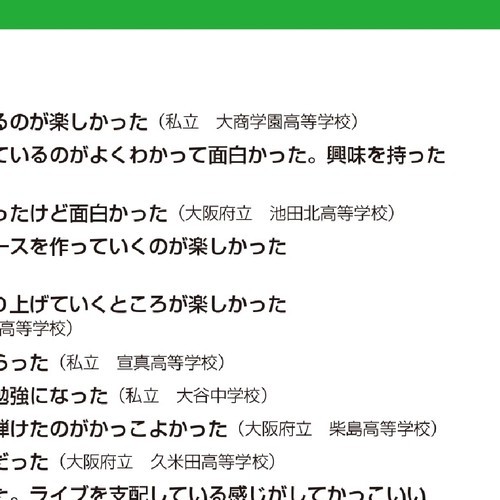 るのが楽しかった（私立　大商学園高等学校）
ているのがよくわかって面白かった。興味を持った
ったけど面白かった（大阪府立　池田北高等学校）
ースを作っていくのが楽しかった
り上げていくところが楽しかった
高等学校）
らった（私立　宣真高等学校）
勉強になった（私立　大谷中学校）
弾けたのがかっこよかった（大阪府立　柴島高等学校）
だった（大阪府立　久米田高等学校）
た。ライブを支配している感じがしてかっこいい